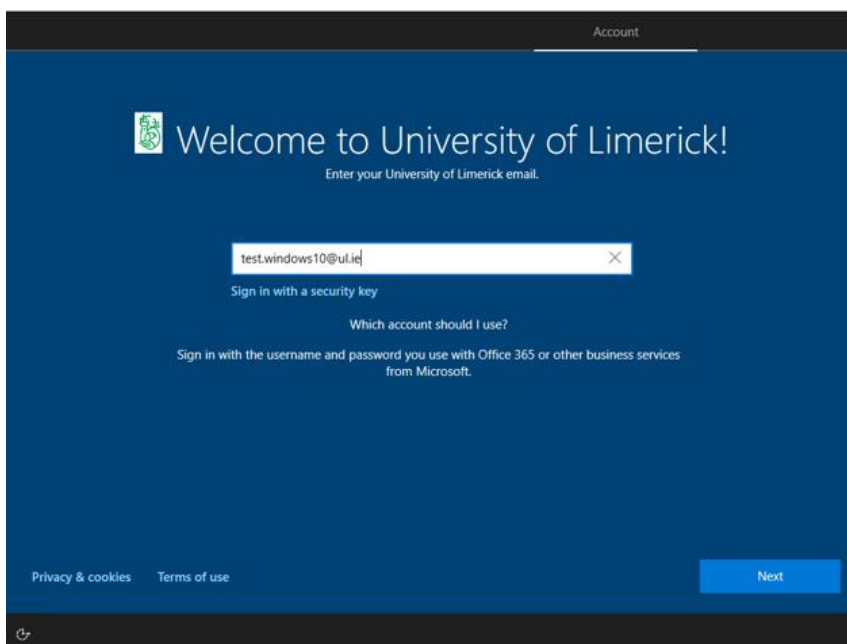 Account
Welcome to University of Limerick!
Enter your University of Limerick email.
test.windows10@ul.ie
Sign in with a security key
Which account should I use?
Sign in with the username and password you use with Office 365 or other business services
from Microsoft.
Privacy & cookies Terms of use Next